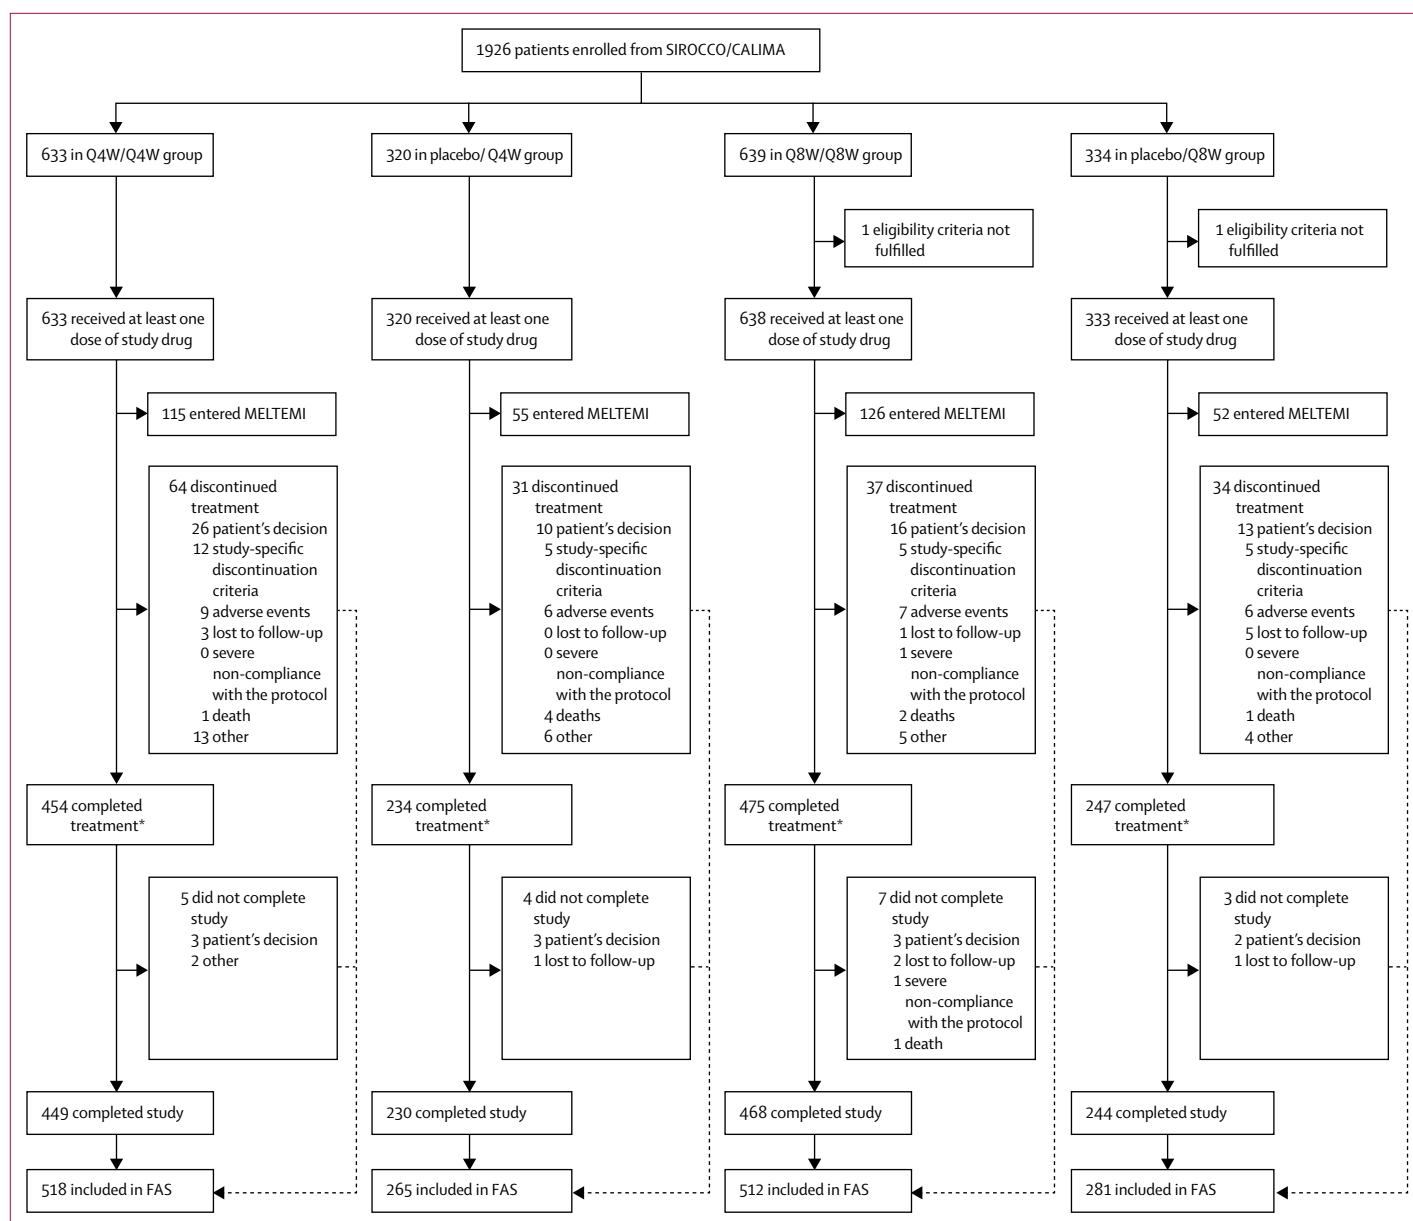 1926 patients enrolled from SIROCCO/CALIMA
633 in Q4W/Q4W group
320 in placebo/ Q4W group
639 in Q8W/Q8W group
334 in placebo/Q8W group
1 eligibility criteria not
fulfilled
1 eligibility criteria not
fulfilled
633 received at least one
dose of study drug
320 received at least one
dose of study drug
638 received at least one
dose of study drug
333 received at least one
dose of study drug
115 entered MELTEMI
55 entered MELTEMI
126 entered MELTEMI
52 entered MELTEMI
64 discontinued
treatment
26 patient's decision
12 study-specific
discontinuation
criteria
9 adverse events
3 lost to follow-up
0 severe
non-compliance
with the protocol
1 death
13 other
31 discontinued
treatment
10 patient's decision
5 study-specific
discontinuation
criteria
6 adverse events
0 lost to follow-up
0 severe
non-compliance
with the protocol
4 deaths
6 other
37 discontinued
treatment
16 patient's decision
5 study-specific
discontinuation
criteria
7 adverse events
1 lost to follow-up
1 severe
non-compliance
with the protocol
2 deaths
5 other
34 discontinued
treatment
13 patient's decision
5 study-specific
discontinuation
criteria
6 adverse events
5 lost to follow-up
0 severe
non-compliance
with the protocol
1 death
4 other
454 completed
treatment*
234 completed
treatment*
475 completed
treatment*
247 completed
treatment*
5 did not complete
study
3 patient's decision
2 other
4 did not complete
study
3 patient's decision
1 lost to follow-up
7 did not complete
study
3 patient's decision
2 lost to follow-up
1 severe
non-compliance
with the protocol
1 death
3 did not complete
study
2 patient's decision
1 lost to follow-up
449 completed study
230 completed study
468 completed study
244 completed study
518 included in FAS
265 included in FAS
512 included in FAS
281 included in FAS